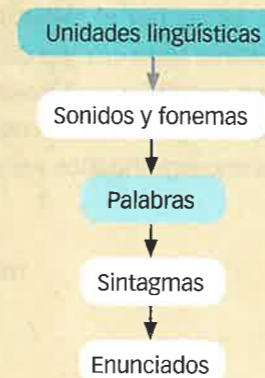 Unidades lingüísticas
Sonidos y fonemas
Palabras
Sintagmas
Enunciados